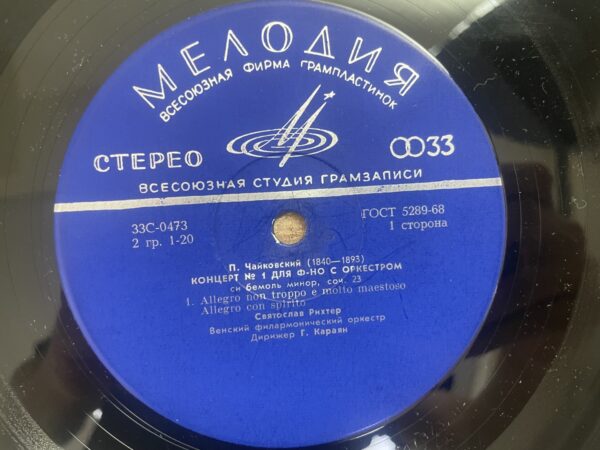 МЕЛОДИЯ
ВСЕСОЮЗНАЯ ФИРМА ГРАМПЛАСТИНОК
СТЕРЕО
33
ВСЕСОЮЗНАЯ СТУДИЯ ГРАМЗАПИСИ
33С-0473
ГОСТ 5289-68
2 гр. 1-20
1 сторона
П. Чайковский (1840—1893)
КОНЦЕРТ № 1 ДЛЯ Ф-НО С ОРКЕСТРОМ
си бемоль минор, соч. 23
1. Allegro non troppo e molto maestoso
Allegro con spirito
Святослав Рихтер
Венский филармонический оркестр
Дирижер Г. Караян